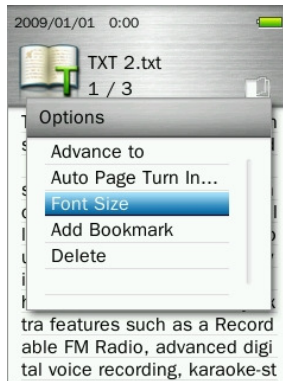 2009/01/01 0:00
T
TXT 2.txt
1 / 3
Options
Advance to
Auto Page Turn In...
Font Size
Add Bookmark
Delete
tra features such as a Record
able FM Radio, advanced digi
tal voice recording, karaoke-st